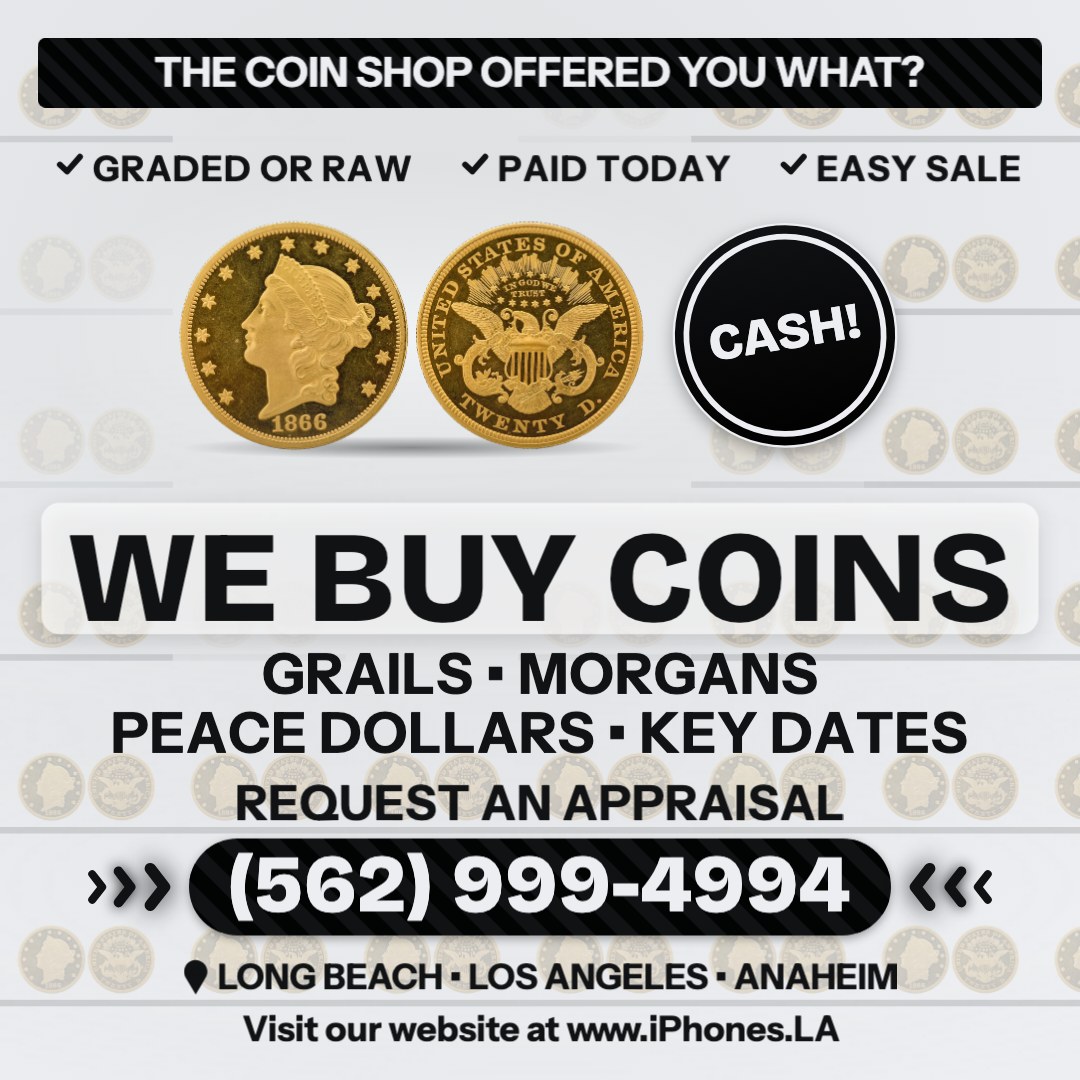 THE COIN SHOP OFFERED YOU WHAT?
✓ GRADED OR RAW ✓ PAID TODAY ✓ EASY SALE
1866
UNITED STATES OF AMERICA
IN GOD WE
TRUST
TWENTY D.
CASH!
WE BUY COINS
GRAILS ▪ MORGANS
PEACE DOLLARS ▪ KEY DATES
REQUEST AN APPRAISAL
(562) 999-4994
LONG BEACH ▪ LOS ANGELES ▪ ANAHEIM
Visit our website at www.iPhones.LA